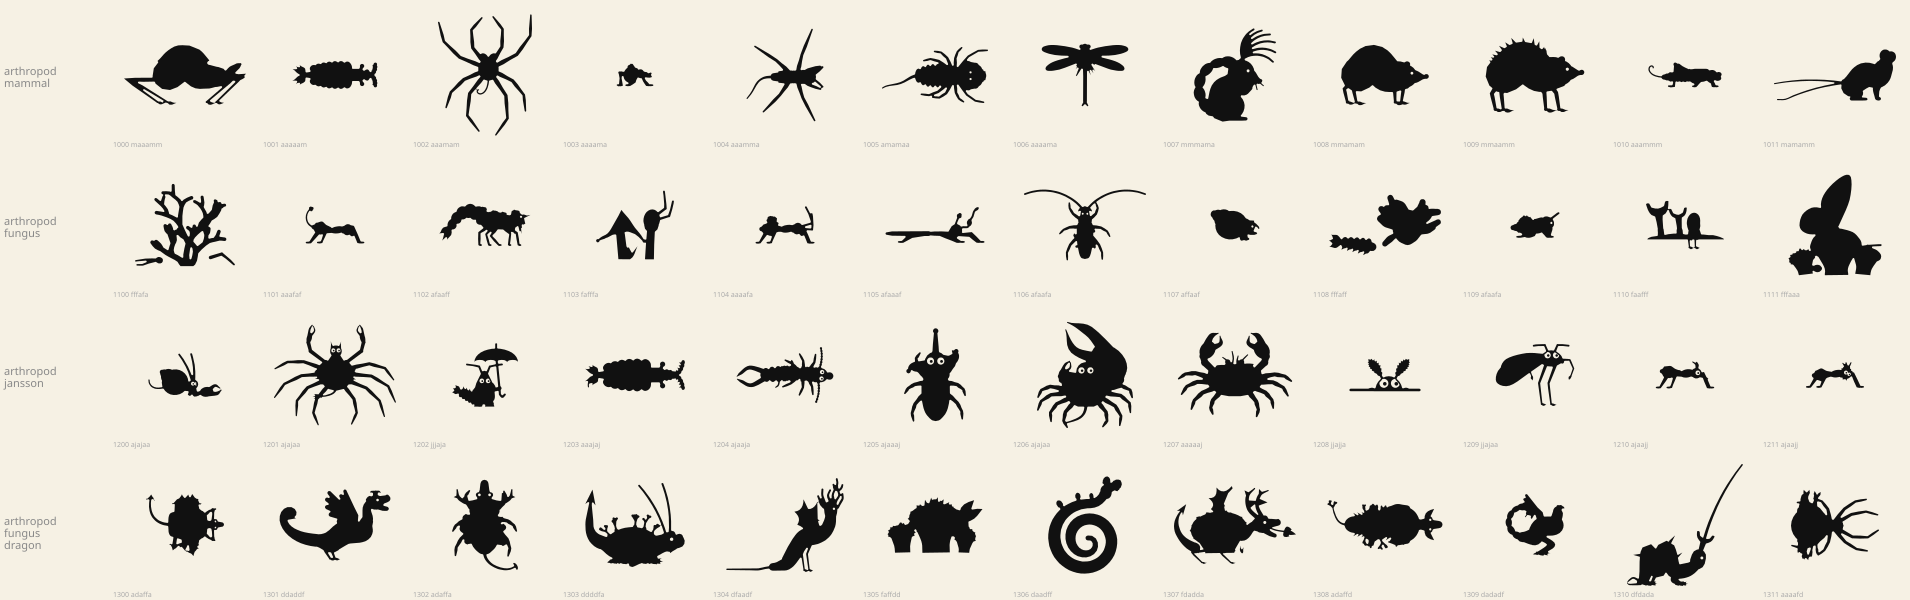 arthropod
mammal
1000 maaamm
1001 aaaaam
1002 aaamam
1003 aaaama
1004 aaamma
1005 amamaa
1006 aaaama
1007 mmmama
1008 mmamam
1009 mmaamm
1010 aaammm
1011 mamamm
arthropod
fungus
1100 fffafa
1101 aaafaf
1102 afaaff
1103 fafffa
1104 aaaafa
1105 afaaaf
1106 afaafa
1107 affaaf
1108 fffaff
1109 afaafa
1110 faafff
1111 fffaaa
arthropod
jansson
1200 ajajaa
1201 ajajaa
1202 jjjaja
1203 aaajaj
1204 ajaaja
1205 ajaaaj
1206 ajajaa
1207 aaaaaj
1208 jjajja
1209 jjajaa
1210 ajaajj
1211 ajaajj
arthropod
fungus
dragon
1300 adaffa
1301 ddaddf
1302 adaffa
1303 ddddfa
1304 dfaadf
1305 faffdd
1306 daadff
1307 fdadda
1308 adaffd
1309 dadadf
1310 dfdada
1311 aaaafd